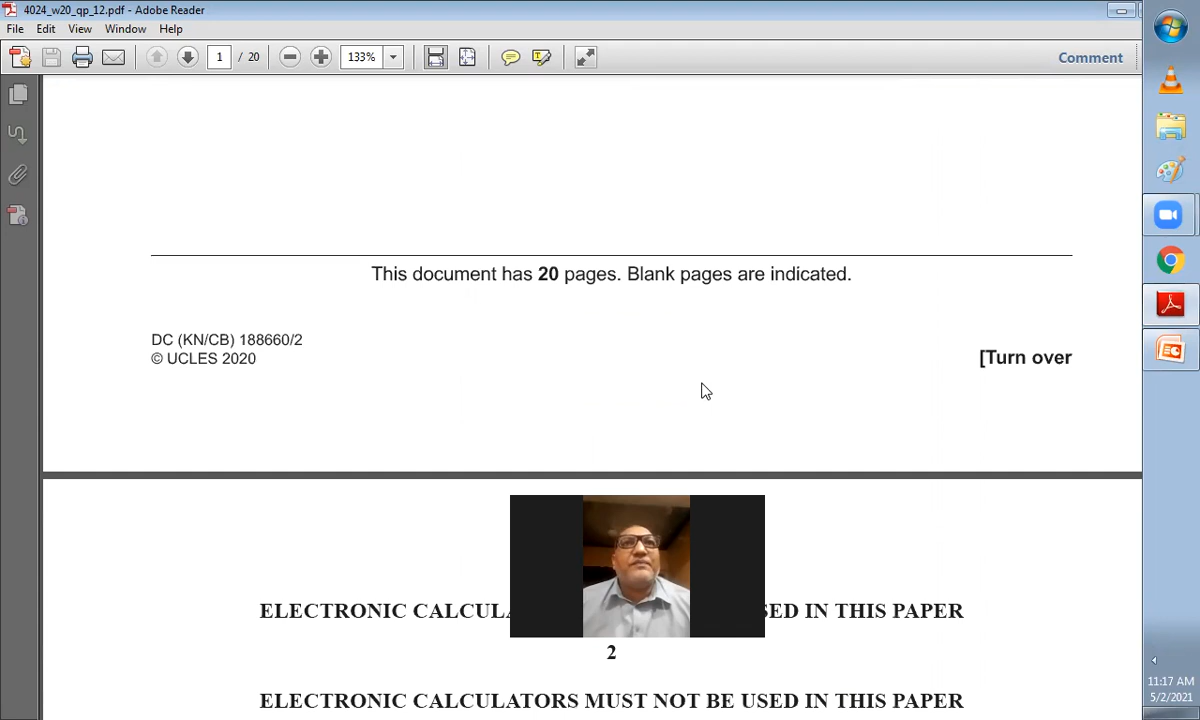 4024_w20_qp_12.pdf - Adobe Reader
File Edit View Window Help
1 / 20 133% Comment
This document has 20 pages. Blank pages are indicated.
DC (KN/CB) 188660/2
© UCLES 2020
[Turn over
ELECTRONIC CALCULA SED IN THIS PAPER
2
ELECTRONIC CALCULATORS MUST NOT BE USED IN THIS PAPER
11:17 AM
5/2/2021